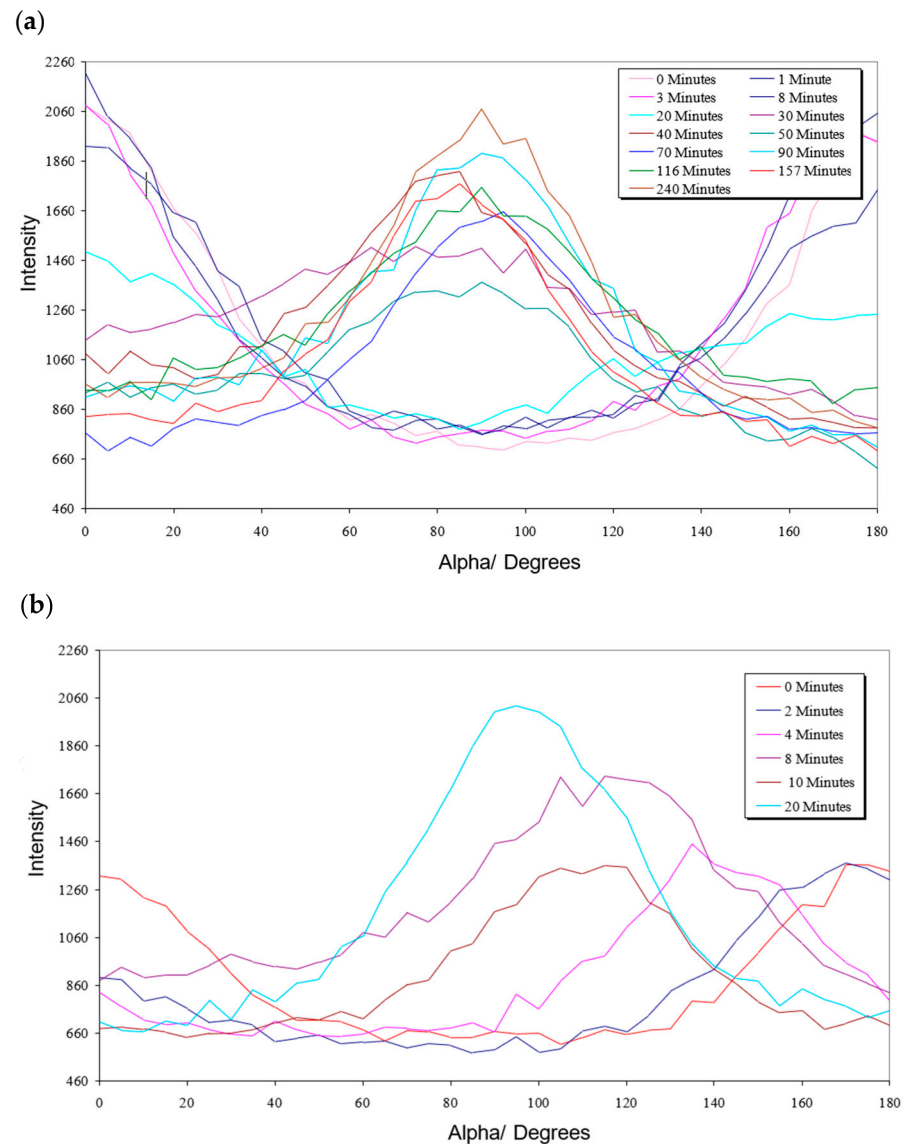 (a)
2260
2060
1860
1660
1460
1260
1060
860
660
460
Intensity
0 Minutes 1 Minute
3 Minutes 8 Minutes
20 Minutes 30 Minutes
40 Minutes 50 Minutes
70 Minutes 90 Minutes
116 Minutes 157 Minutes
240 Minutes
0 20 40 60 80 100 120 140 160 180
Alpha/ Degrees
(b)
2260
2060
1860
1660
1460
1260
1060
860
660
460
Intensity
0 Minutes
2 Minutes
4 Minutes
8 Minutes
10 Minutes
20 Minutes
0 20 40 60 80 100 120 140 160 180
Alpha/ Degrees